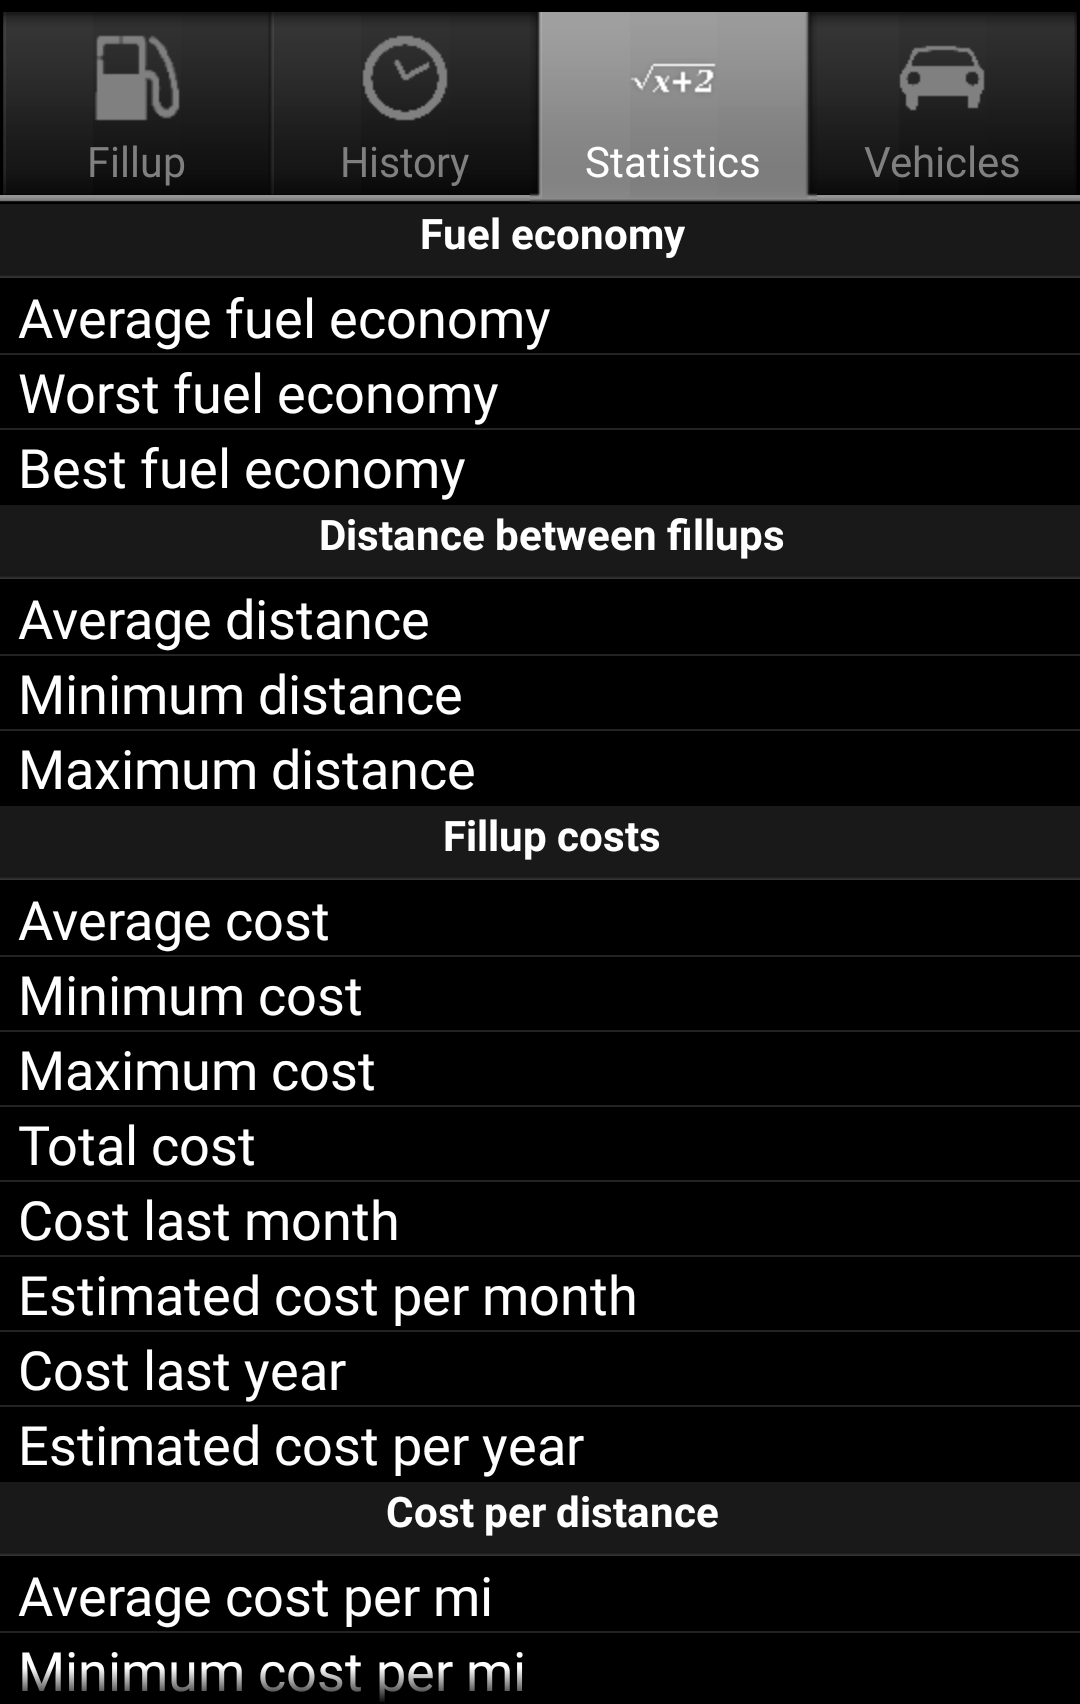 Fillup
History
√x+2
Statistics
Vehicles
Fuel economy
Average fuel economy
Worst fuel economy
Best fuel economy
Distance between fillups
Average distance
Minimum distance
Maximum distance
Fillup costs
Average cost
Minimum cost
Maximum cost
Total cost
Cost last month
Estimated cost per month
Cost last year
Estimated cost per year
Cost per distance
Average cost per mi
Minimum cost per mi